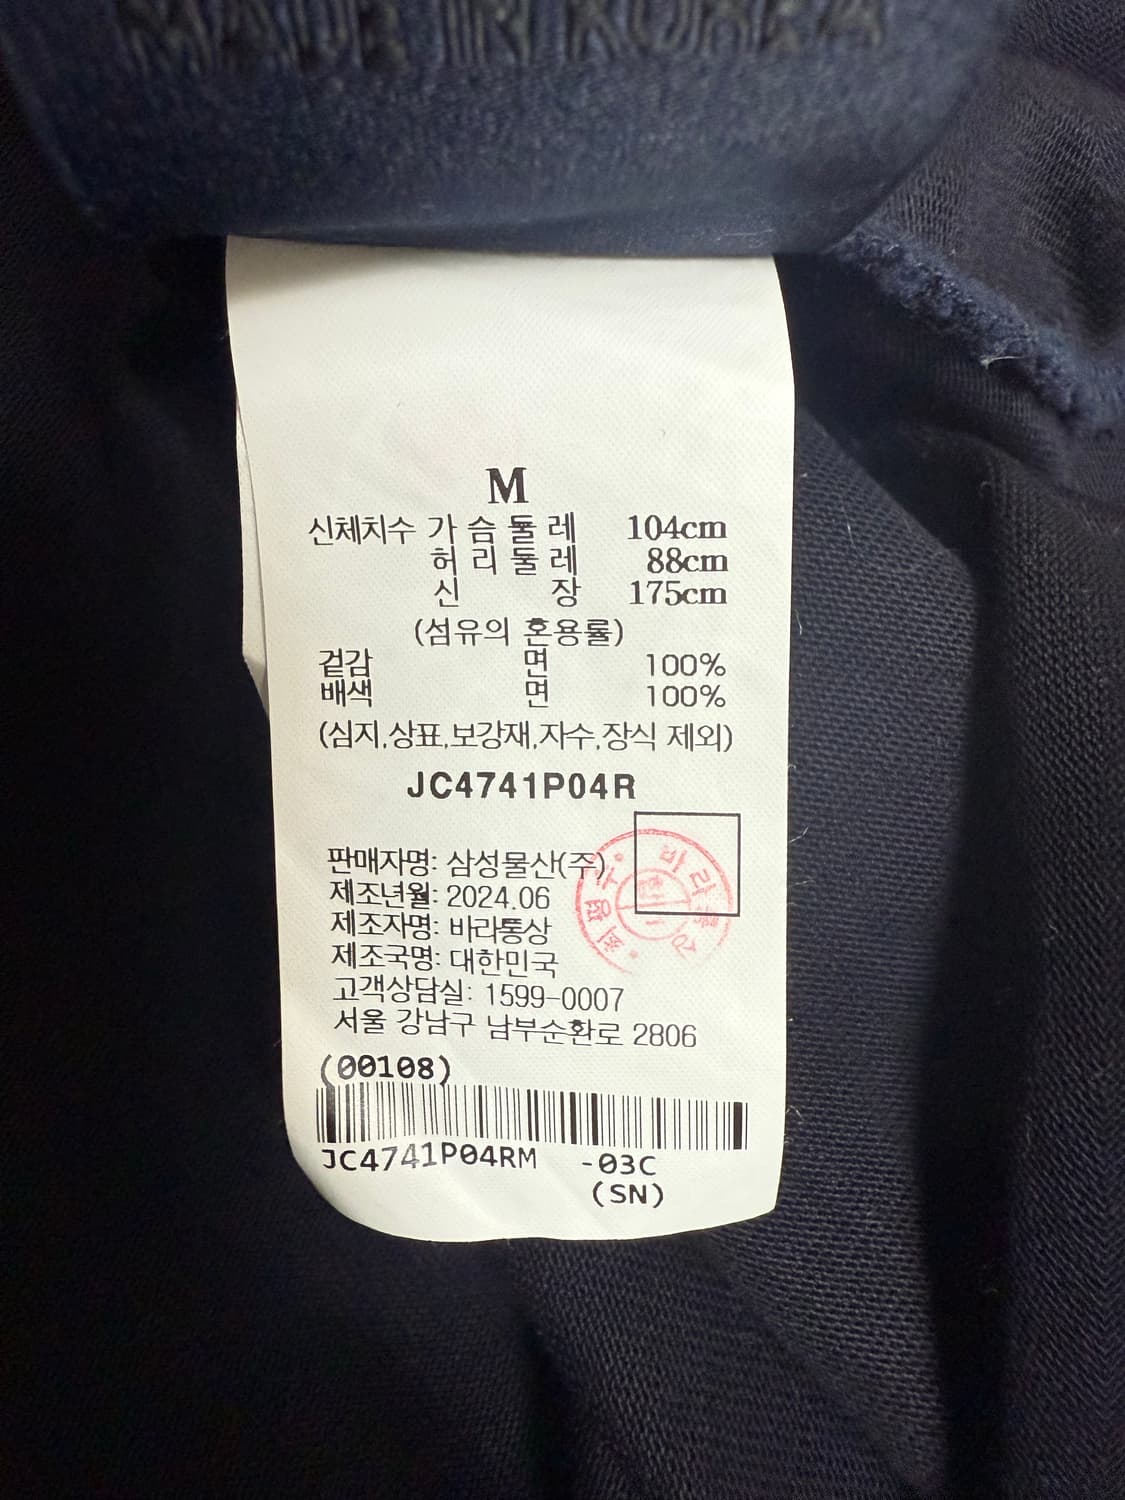 MADE IN KOREA
M
신체치수 가슴둘레 104cm
허리둘레 88cm
신장 175cm
(섬유의 혼용률)
겉감 면 100%
배색 면 100%
(심지,상표,보강재,자수,장식 제외)
JC4741P04R
판매자명: 삼성물산(주)
제조년월: 2024.06
제조자명: 바라통상
제조국명: 대한민국
고객상담실: 1599-0007
서울 강남구 남부순환로 2806
(00108)
JC4741P04RM -03C
(SN)